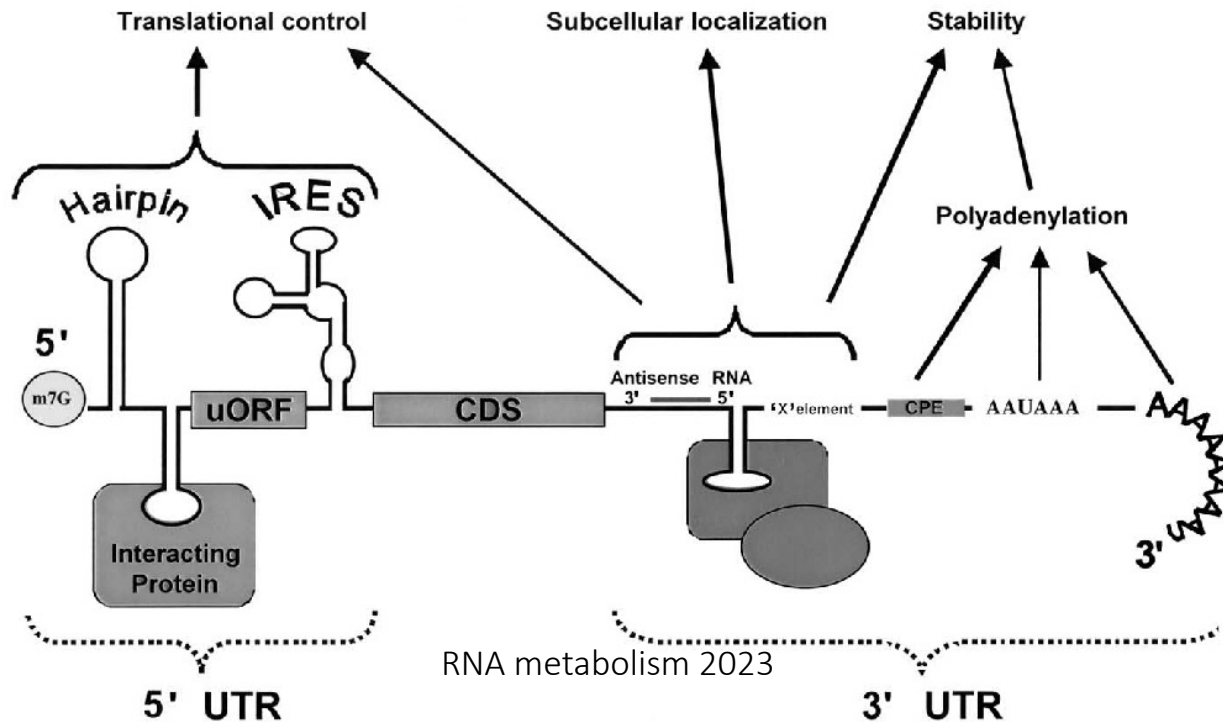 Translational control
Subcellular localization
Stability
Hairpin
IRES
Polyadenylation
5'
m7G
uORF
CDS
Antisense RNA
3' 5'
‘X’element
CPE
AAUAAA
AAAAAAAAS
3'
Interacting
Protein
RNA metabolism 2023
5' UTR
3' UTR